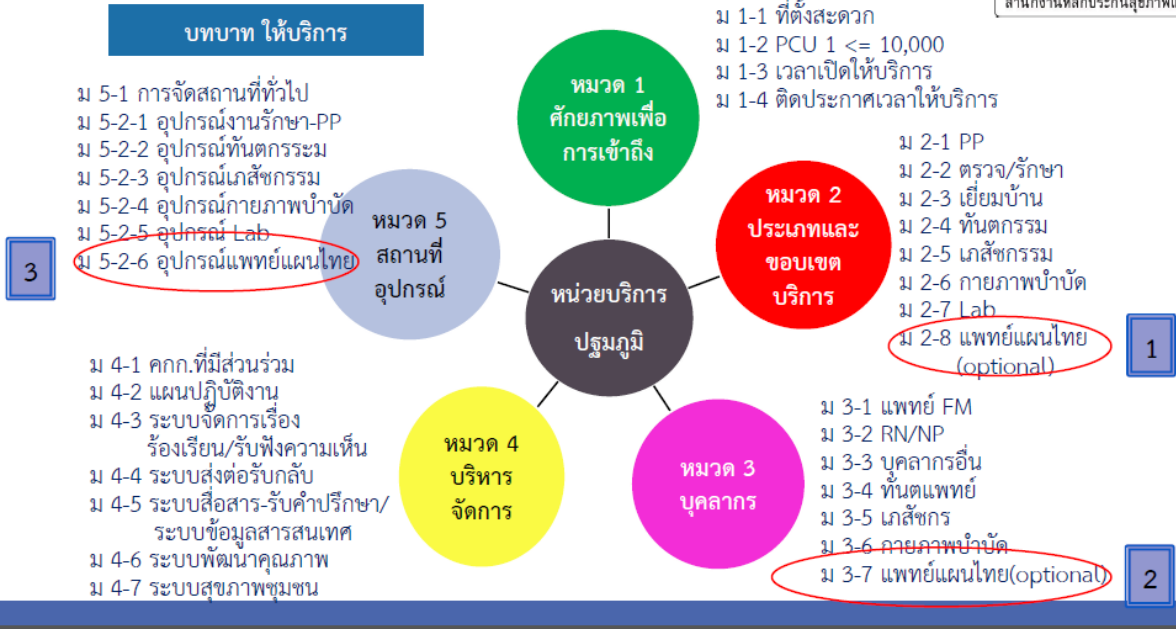 สำนักงานหลักประกันสุขภาพแ
บทบาท ให้บริการ
หมวด 1
ศักยภาพเพื่อ
การเข้าถึง
ม 1-1 ที่ตั้งสะดวก
ม 1-2 PCU 1 <= 10,000
ม 1-3 เวลาเปิดให้บริการ
ม 1-4 ติดประกาศเวลาให้บริการ
หมวด 2
ประเภทและ
ขอบเขต
บริการ
ม 2-1 PP
ม 2-2 ตรวจ/รักษา
ม 2-3 เยี่ยมบ้าน
ม 2-4 ทันตกรรม
ม 2-5 เภสัชกรรม
ม 2-6 กายภาพบำบัด
ม 2-7 Lab
ม 2-8 แพทย์แผนไทย
(optional)
1
หมวด 3
บุคลากร
ม 3-1 แพทย์ FM
ม 3-2 RN/NP
ม 3-3 บุคลากรอื่น
ม 3-4 ทันตแพทย์
ม 3-5 เภสัชกร
ม 3-6 กายภาพบำบัด
ม 3-7 แพทย์แผนไทย(optional)
2
หมวด 4
บริหาร
จัดการ
ม 4-1 คกก.ที่มีส่วนร่วม
ม 4-2 แผนปฏิบัติงาน
ม 4-3 ระบบจัดการเรื่อง
ร้องเรียน/รับฟังความเห็น
ม 4-4 ระบบส่งต่อรับกลับ
ม 4-5 ระบบสื่อสาร-รับคำปรึกษา/
ระบบข้อมูลสารสนเทศ
ม 4-6 ระบบพัฒนาคุณภาพ
ม 4-7 ระบบสุขภาพชุมชน
หมวด 5
สถานที่
อุปกรณ์
ม 5-1 การจัดสถานที่ทั่วไป
ม 5-2-1 อุปกรณ์งานรักษา-PP
ม 5-2-2 อุปกรณ์ทันตกรระม
ม 5-2-3 อุปกรณ์เภสัชกรรม
ม 5-2-4 อุปกรณ์กายภาพบำบัด
ม 5-2-5 อุปกรณ์ Lab
ม 5-2-6 อุปกรณ์แพทย์แผนไทย
3
หน่วยบริการ
ปฐมภูมิ